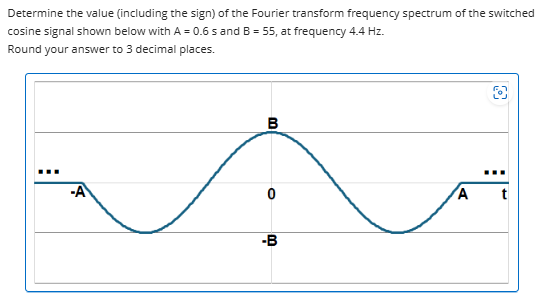 Determine the value (including the sign) of the Fourier transform frequency spectrum of the switched
cosine signal shown below with A = 0.6 s and B = 55, at frequency 4.4 Hz.
Round your answer to 3 decimal places.
B
... ...
-A 0 A t
-B